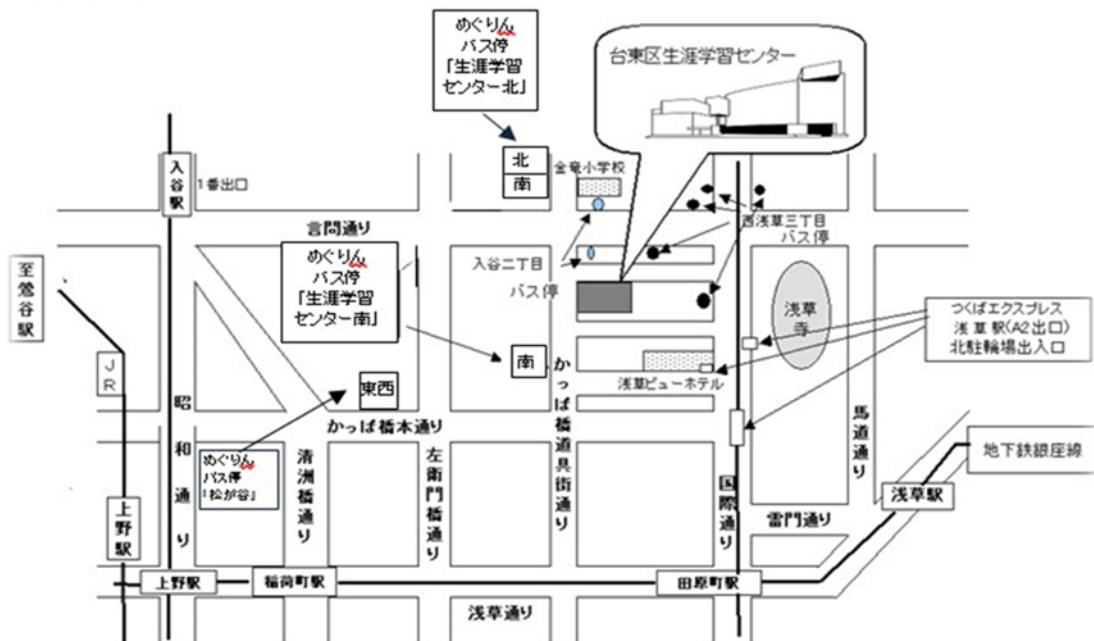 めぐりん
バス停
「生涯学習
センター北」
台東区生涯学習センター
入谷駅
1番出口
北
南
金竜小学校
言問通り
西浅草三丁目
バス停
めぐりん
バス停
「生涯学習
センター南」
入谷二丁目
バス停
至鶯谷駅
浅草寺
つくばエクスプレス
浅草駅(A2出口)
北駐輪場出入口
JR
南
浅草ビューホテル
東西
昭和通り
かっぱ橋本通り
かっぱ橋道具街通り
馬道通り
めぐりん
バス停
「松が谷」
清洲橋通り
左衛門橋通り
国際通り
地下鉄銀座線
浅草駅
雷門通り
上野駅
上野駅
稲荷町駅
田原町駅
浅草通り